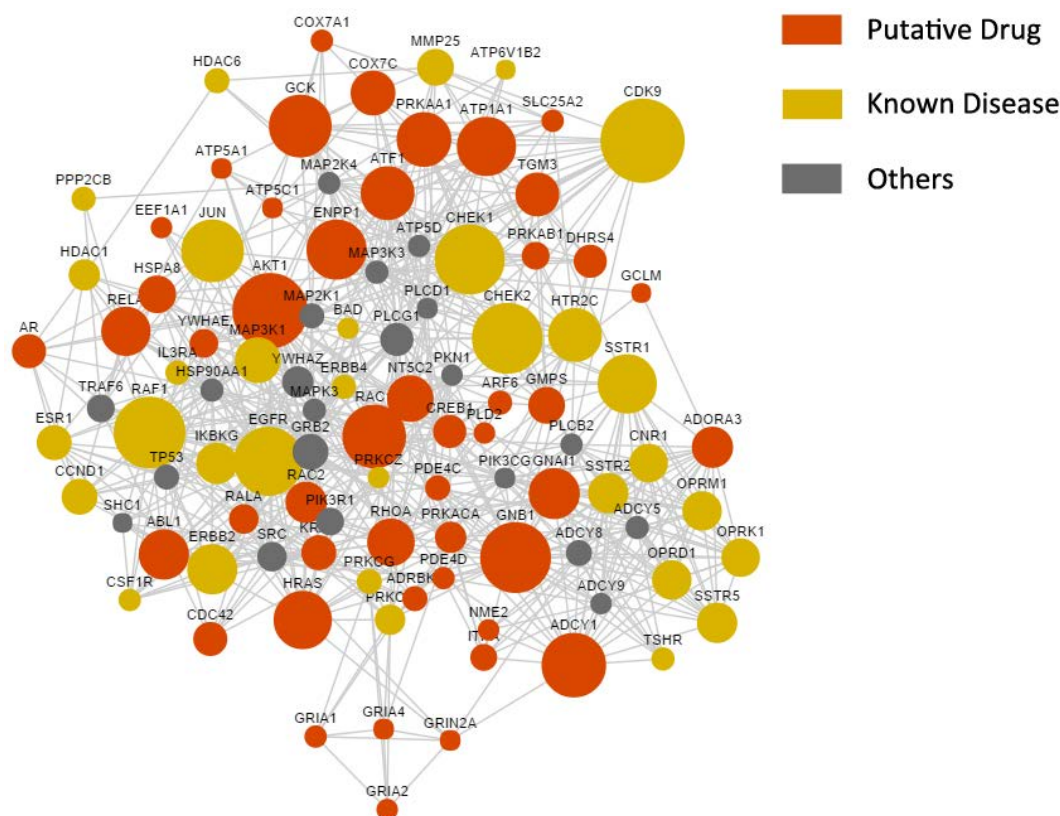 COX7A1
Putative Drug
MMP25
ATP6V1B2
HDAC6
COX7C
CDK9
GCK
PRKAA1
ATP1A1
SLC25A2
Known Disease
ATP5A1
MAP2K4
ATF1
TGM3
Others
PPP2CB
ATP5C1
EEF1A1
JUN
ENPP1
ATP5D
CHEK1
PRKAB1
DHRS4
HDAC1
HSPA8
AKT1
MAP3K3
GCLM
RELA
MAP2K1
PLCD1
CHEK2
HTR2C
AR
YWHAE
MAP3K1
BAD
PLCG1
IL3RA
YWHAZ
ERBB4
NT5C2
PKN1
SSTR1
TRAF6
RAF1
HSP90AA1
MAPK3
RAC
CREB1
ARF6
GMPS
PLD2
ADORA3
ESR1
IKBKG
EGFR
GRB2
PLCB2
CNR1
CCND1
TP53
RAC2
PRKCZ
PDE4C
PIK3CG
GNAI1
SSTR2
OPRM1
SHC1
RALA
PIK3R1
ADCY5
ABL1
ERBB2
SRC
KR
RHOA
PRKACA
GNB1
ADCY8
OPRD1
OPRK1
CSF1R
PRKCG
PDE4D
ADCY9
SSTR5
CDC42
HRAS
ADRBK
PRKC
NME2
ADCY1
TSHR
GRIA1
GRIA4
GRIN2A
GRIA2